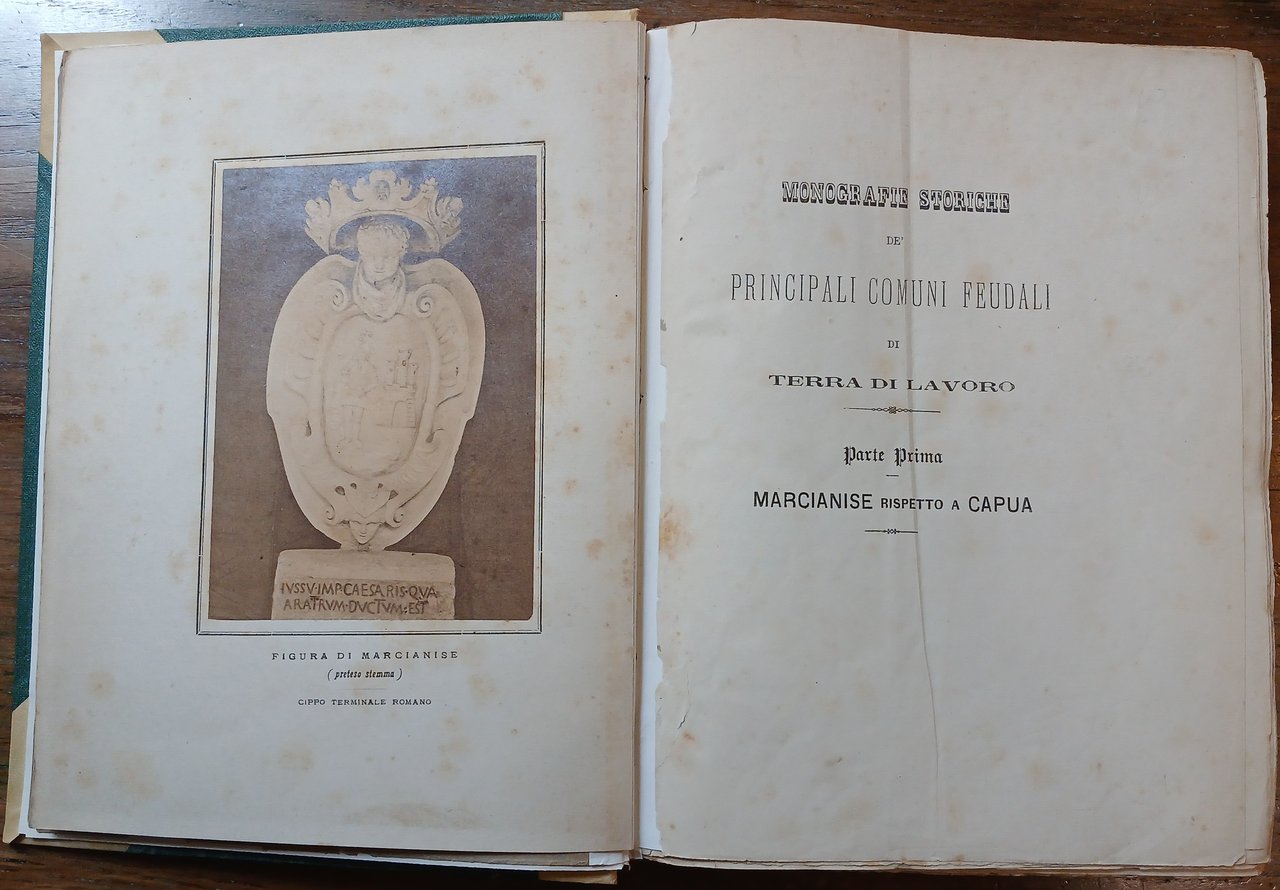 IVSSV·IMP·CAESARIS·QVA
ARATRVM·DVCTVM·EST
FIGURA DI MARCIANISE
(preteso stemma)
CIPPO TERMINALE ROMANO
MONOGRAFIE STORICHE
DE'
PRINCIPALI COMUNI FEUDALI
DI
TERRA DI LAVORO
Parte Prima
MARCIANISE RISPETTO A CAPUA